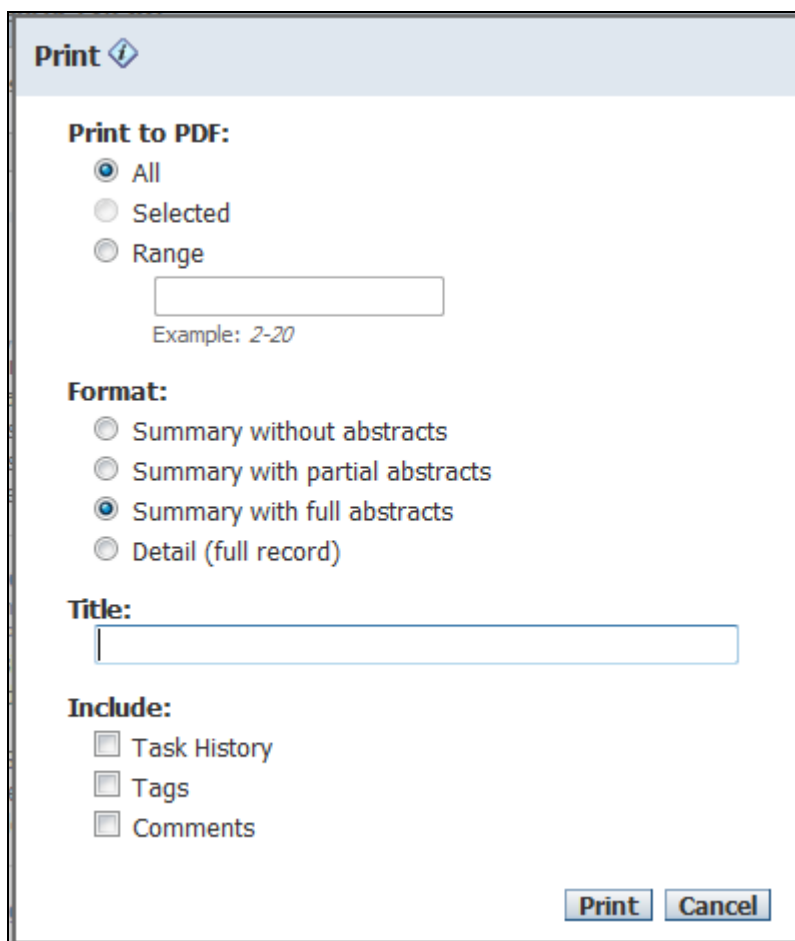 Print
Print to PDF:
All
Selected
Range
Example: 2-20
Format:
Summary without abstracts
Summary with partial abstracts
Summary with full abstracts
Detail (full record)
Title:
Include:
Task History
Tags
Comments
Print Cancel